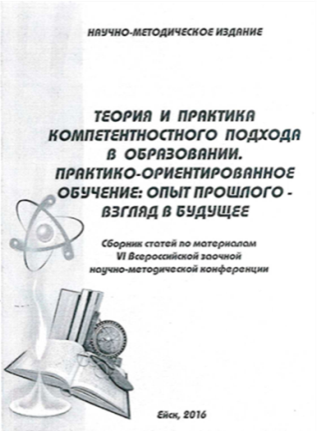 НАУЧНО-МЕТОДИЧЕСКОЕ ИЗДАНИЕ
ТЕОРИЯ И ПРАКТИКА
КОМПЕТЕНТНОСТНОГО ПОДХОДА
В ОБРАЗОВАНИИ.
ПРАКТИКО-ОРИЕНТИРОВАННОЕ
ОБУЧЕНИЕ: ОПЫТ ПРОШЛОГО -
ВЗГЛЯД В БУДУЩЕЕ
Сборник статей по материалам
VI Всероссийской заочной
научно-методической конференции
Ейск, 2016